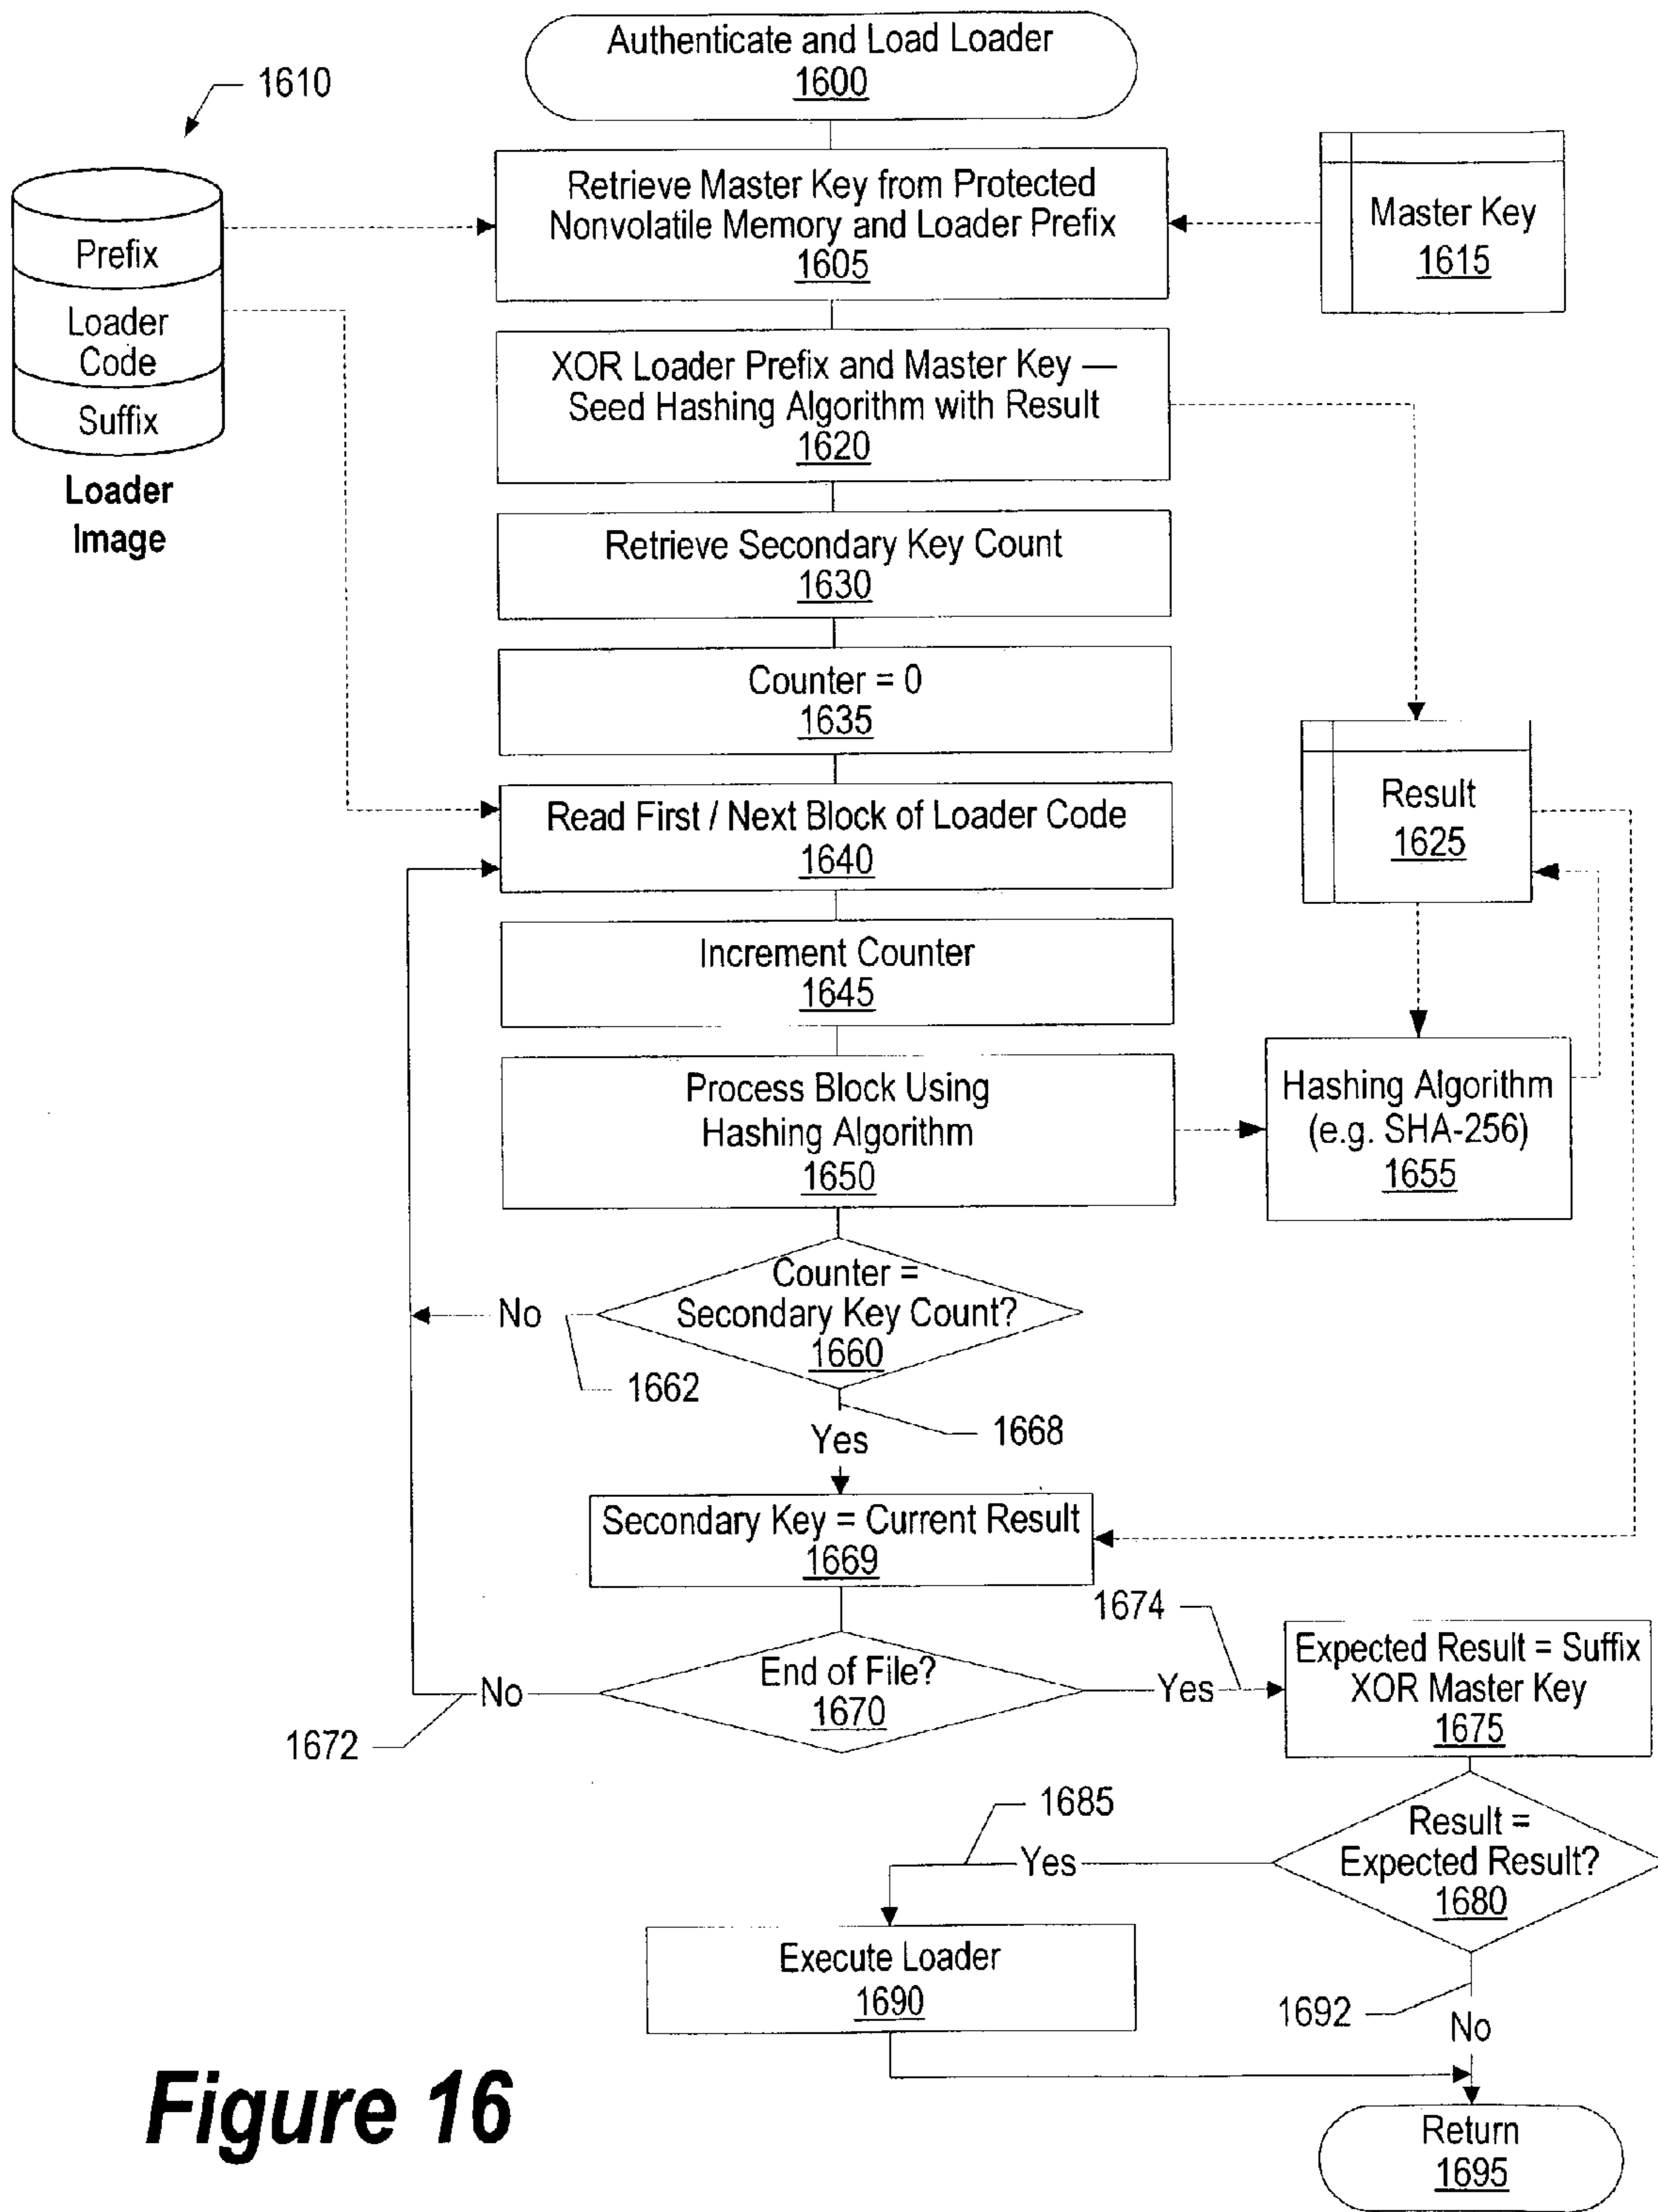 Authenticate and Load Loader
1600
1610
Retrieve Master Key from Protected
Nonvolatile Memory and Loader Prefix
1605
Master Key
1615
Prefix
Loader
Code
Suffix
Loader
Image
XOR Loader Prefix and Master Key —
Seed Hashing Algorithm with Result
1620
Retrieve Secondary Key Count
1630
Counter = 0
1635
Result
1625
Read First / Next Block of Loader Code
1640
Increment Counter
1645
Process Block Using
Hashing Algorithm
1650
Hashing Algorithm
(e.g. SHA-256)
1655
Counter =
Secondary Key Count?
1660
No
1662
1668
Yes
Secondary Key = Current Result
1669
1674
End of File?
1670
No
1672
Yes
Expected Result = Suffix
XOR Master Key
1675
1685
Yes
Result =
Expected Result?
1680
Execute Loader
1690
1692
No
Return
1695
Figure 16